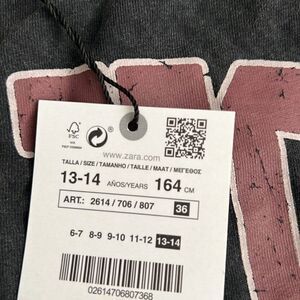 FSC
www.zara.com
TALLA / SIZE / TAMANHO / TAILLE / MAAT / ΜΕΓΕΘΟΣ
13-14 AÑOS/YEARS 164 CM
ART: 2614 / 706 / 807 36
6-7 8-9 9-10 11-12 13-14
02614706807368